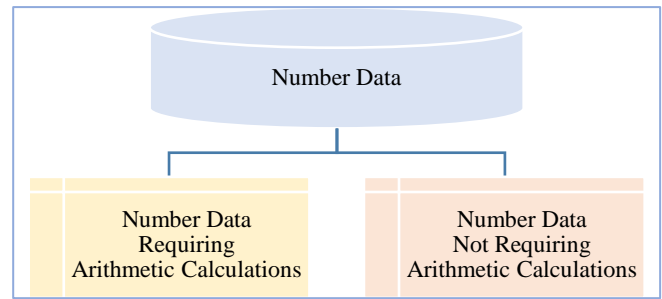 Number Data
Number Data
Requiring
Arithmetic Calculations
Number Data
Not Requiring
Arithmetic Calculations